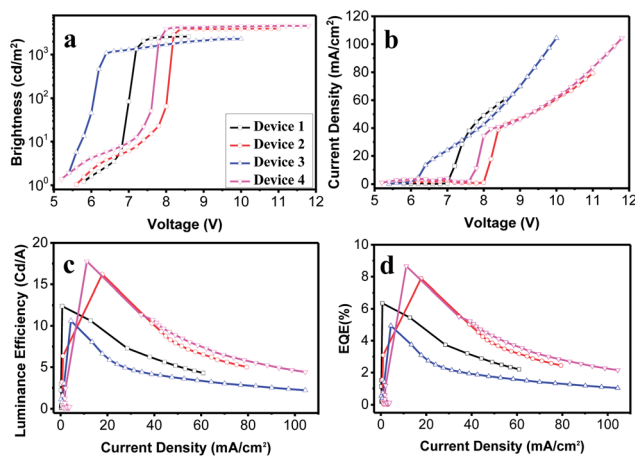 a
Brightness (cd/m²)
10³
10²
10¹
10⁰
5 6 7 8 9 10 11 12
Voltage (V)
Device 1
Device 2
Device 3
Device 4
b
Current Density (mA/cm²)
120
100
80
60
40
20
0
5 6 7 8 9 10 11 12
Voltage (V)
c
Luminance Efficiency (Cd/A)
20
15
10
5
0
0 20 40 60 80 100
Current Density (mA/cm²)
d
EQE(%)
10
8
6
4
2
0
0 20 40 60 80 100
Current Density (mA/cm²)